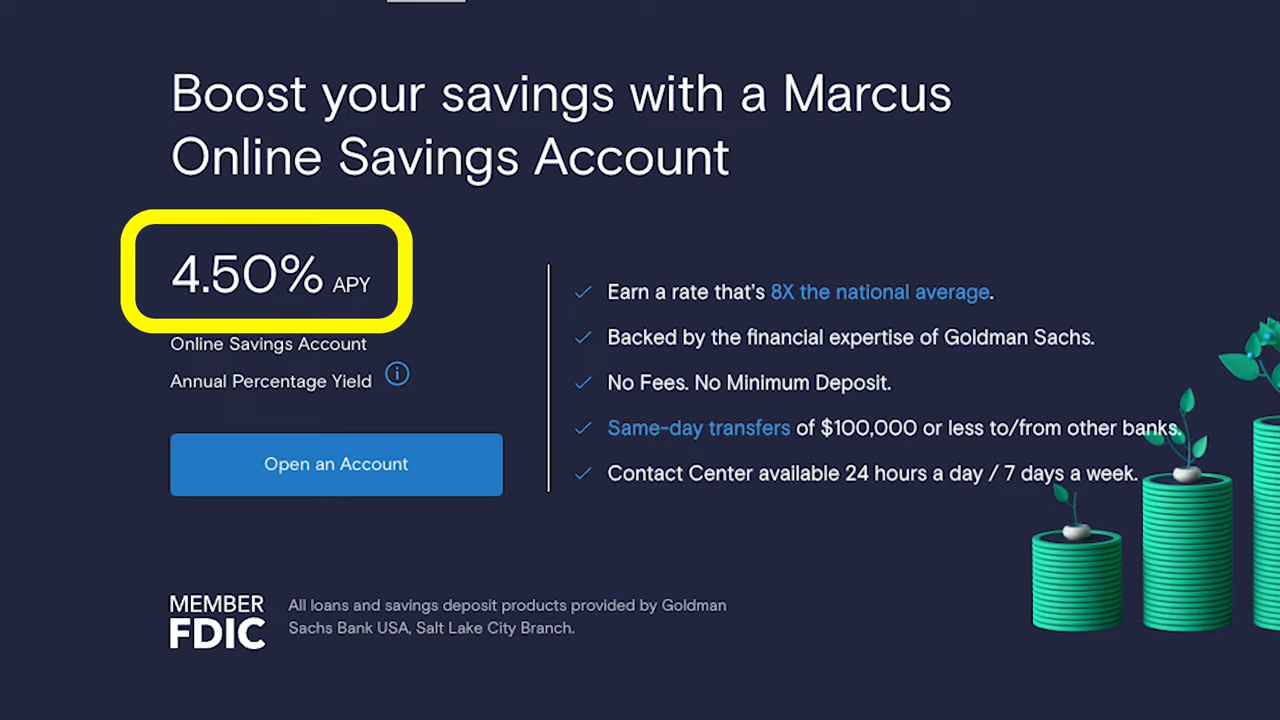 Boost your savings with a Marcus
Online Savings Account
4.50% APY
Online Savings Account
Annual Percentage Yield
Open an Account
Earn a rate that's 8X the national average.
Backed by the financial expertise of Goldman Sachs.
No Fees. No Minimum Deposit.
Same-day transfers of $100,000 or less to/from other banks.
Contact Center available 24 hours a day / 7 days a week.
MEMBER
FDIC
All loans and savings deposit products provided by Goldman
Sachs Bank USA, Salt Lake City Branch.